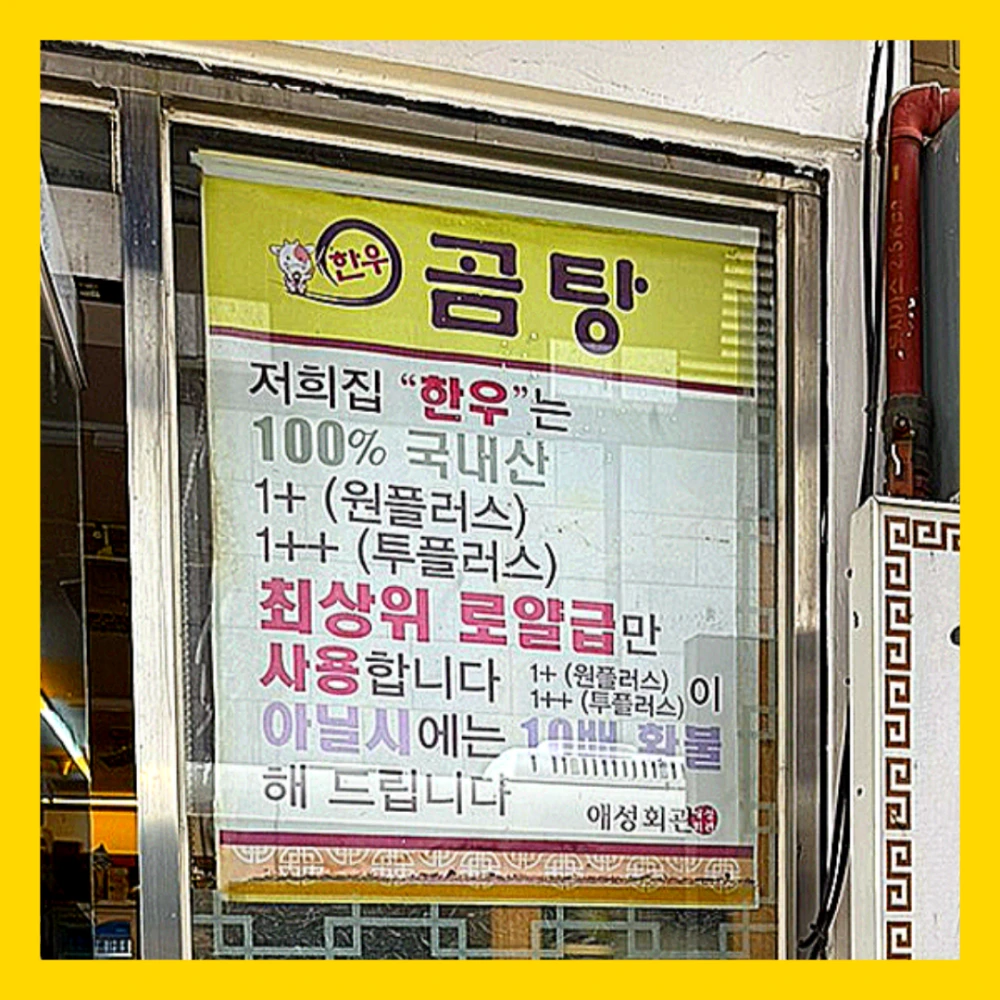 한우 곰탕
저희집 “한우”는
100% 국내산
1+ (원플러스)
1++ (투플러스)
최상위 로얄급만
사용합니다 1+ (원플러스)
1++ (투플러스) 이
아닐시에는 10배 환불
해 드립니다
애성회관